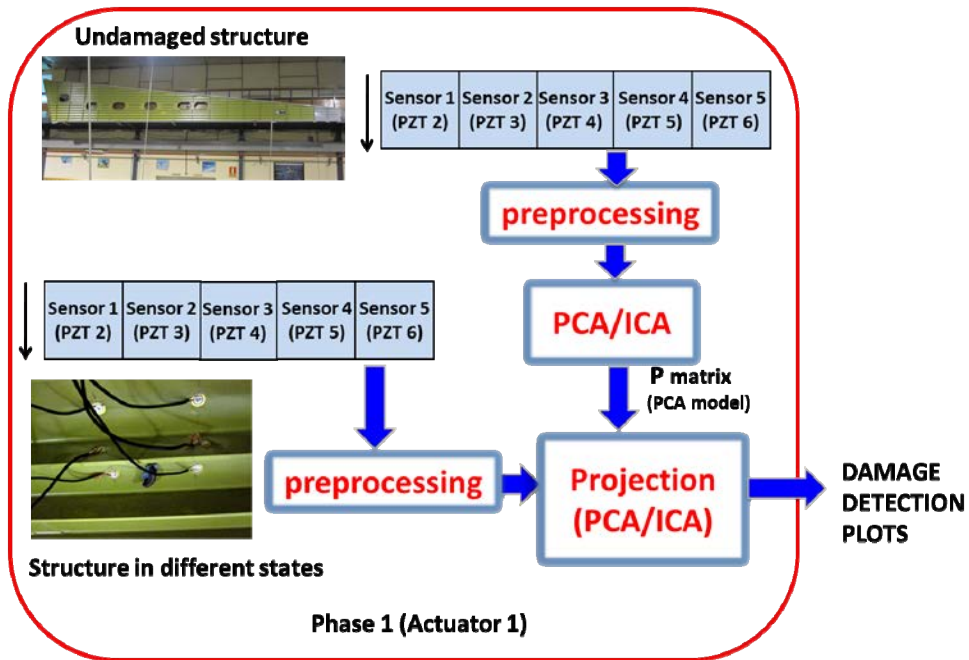 Undamaged structure
Sensor 1 Sensor 2 Sensor 3 Sensor 4 Sensor 5
(PZT 2) (PZT 3) (PZT 4) (PZT 5) (PZT 6)
preprocessing
PCA/ICA
P matrix
(PCA model)
Sensor 1 Sensor 2 Sensor 3 Sensor 4 Sensor 5
(PZT 2) (PZT 3) (PZT 4) (PZT 5) (PZT 6)
preprocessing
Projection
(PCA/ICA)
DAMAGE
DETECTION
PLOTS
Structure in different states
Phase 1 (Actuator 1)